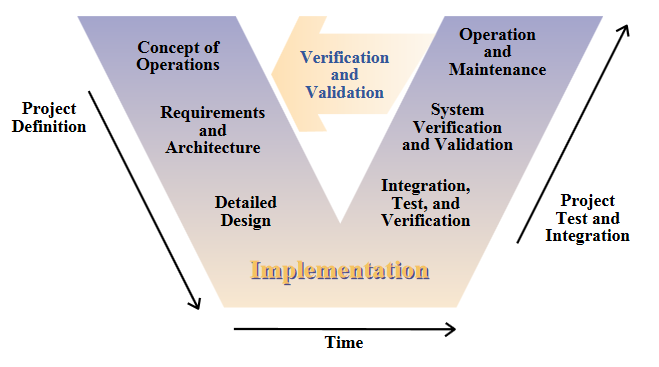 Concept of
Operations
Verification
and
Validation
Operation
and
Maintenance
Project
Definition
Requirements
and
Architecture
System
Verification
and Validation
Detailed
Design
Integration,
Test, and
Verification
Project
Test and
Integration
Implementation
Time